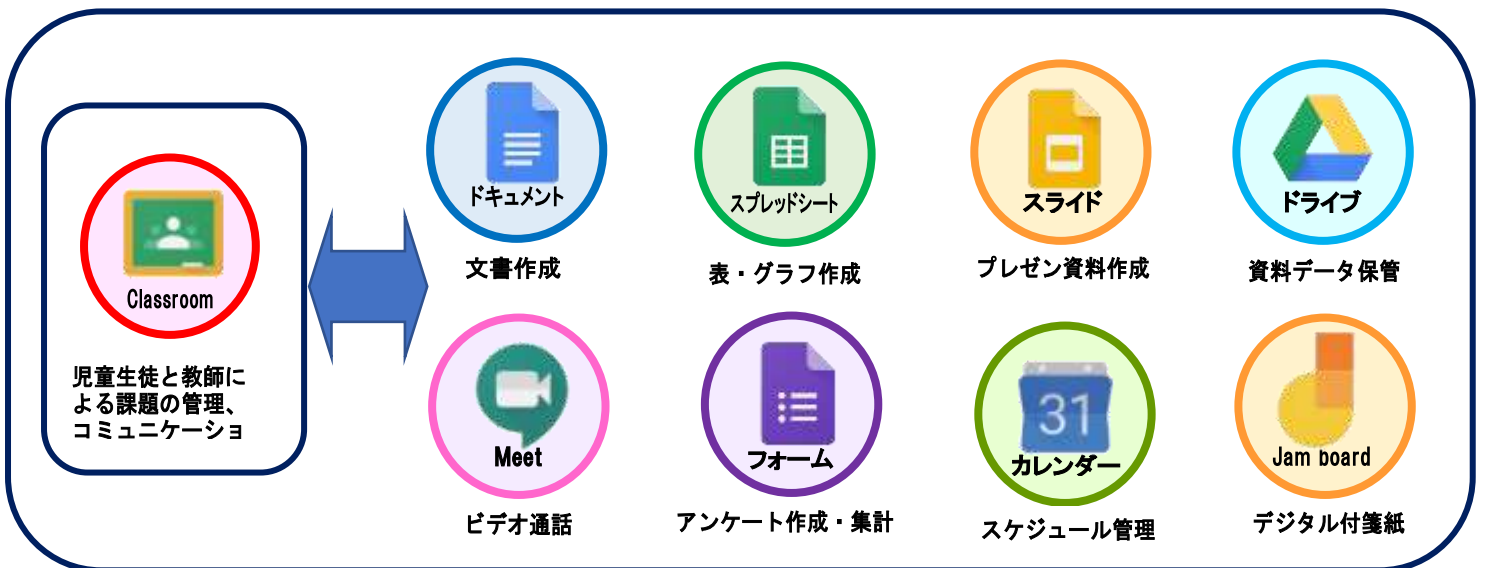 Classroom
児童生徒と教師に
よる課題の管理、
コミュニケーショ
ドキュメント
文書作成
スプレッドシート
表・グラフ作成
スライド
プレゼン資料作成
ドライブ
資料データ保管
Meet
ビデオ通話
フォーム
アンケート作成・集計
31
カレンダー
スケジュール管理
Jam board
デジタル付箋紙